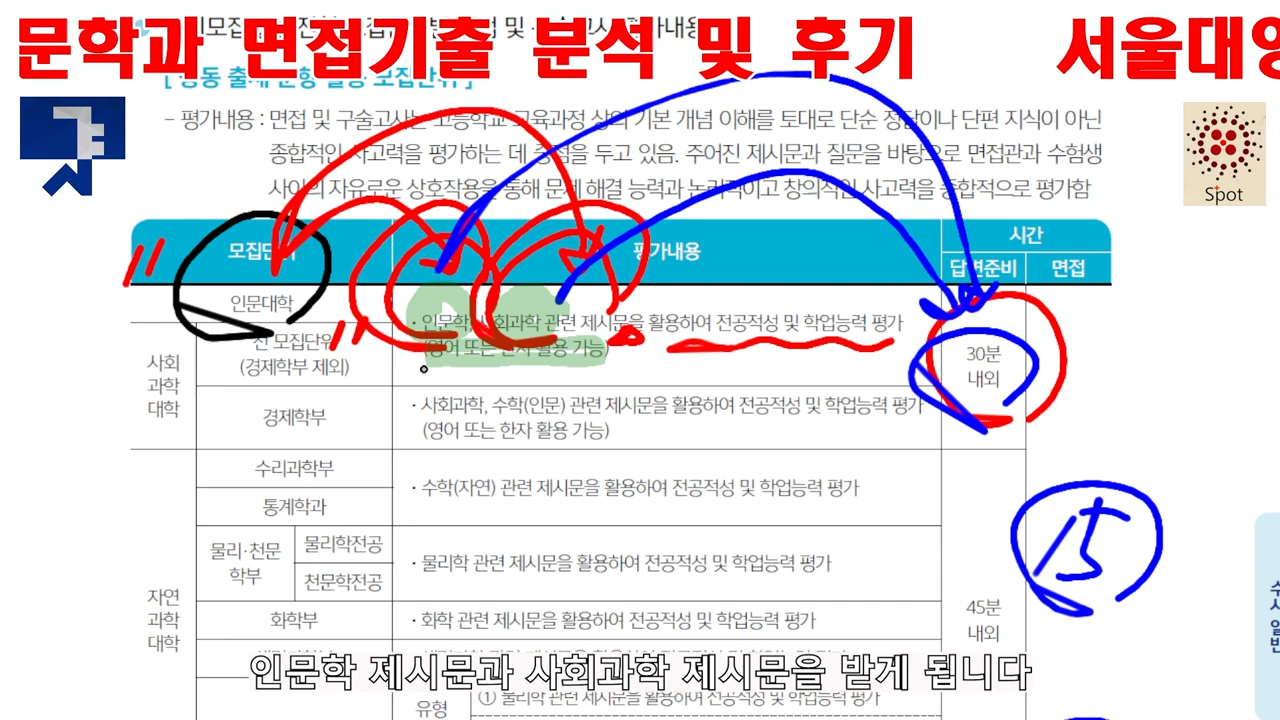 문학과 면접기출 분석 및 후기 서울대영
[공동 출제 문항 활용 모집단위]
– 평가내용 : 면접 및 구술고사는 고등학교 교육과정 상의 기본 개념 이해를 토대로 단순 정답이나 단편 지식이 아닌
종합적인 사고력을 평가하는 데 중점을 두고 있음. 주어진 제시문과 질문을 바탕으로 면접관과 수험생
사이의 자유로운 상호작용을 통해 문제 해결 능력과 논리적이고 창의적인 사고력을 종합적으로 평가함
Spot
모집단위 평가내용 시간
답변준비 면접
인문대학
· 인문학, 사회과학 관련 제시문을 활용하여 전공적성 및 학업능력 평가
(영어 또는 한자 활용 가능)
사회
과학
대학
전 모집단위
(경제학부 제외)
30분
내외
경제학부
· 사회과학, 수학(인문) 관련 제시문을 활용하여 전공적성 및 학업능력 평가
(영어 또는 한자 활용 가능)
수리과학부
통계학과
· 수학(자연) 관련 제시문을 활용하여 전공적성 및 학업능력 평가
15
물리·천문
학부
물리학전공
천문학전공
· 물리학 관련 제시문을 활용하여 전공적성 및 학업능력 평가
자연
과학
대학
화학부
· 화학 관련 제시문을 활용하여 전공적성 및 학업능력 평가
45분
내외
수시 일반
인문학 제시문과 사회과학 제시문을 받게 됩니다
유형
① 물리학 관련 제시문을 활용하여 전공적성 및 학업능력 평가